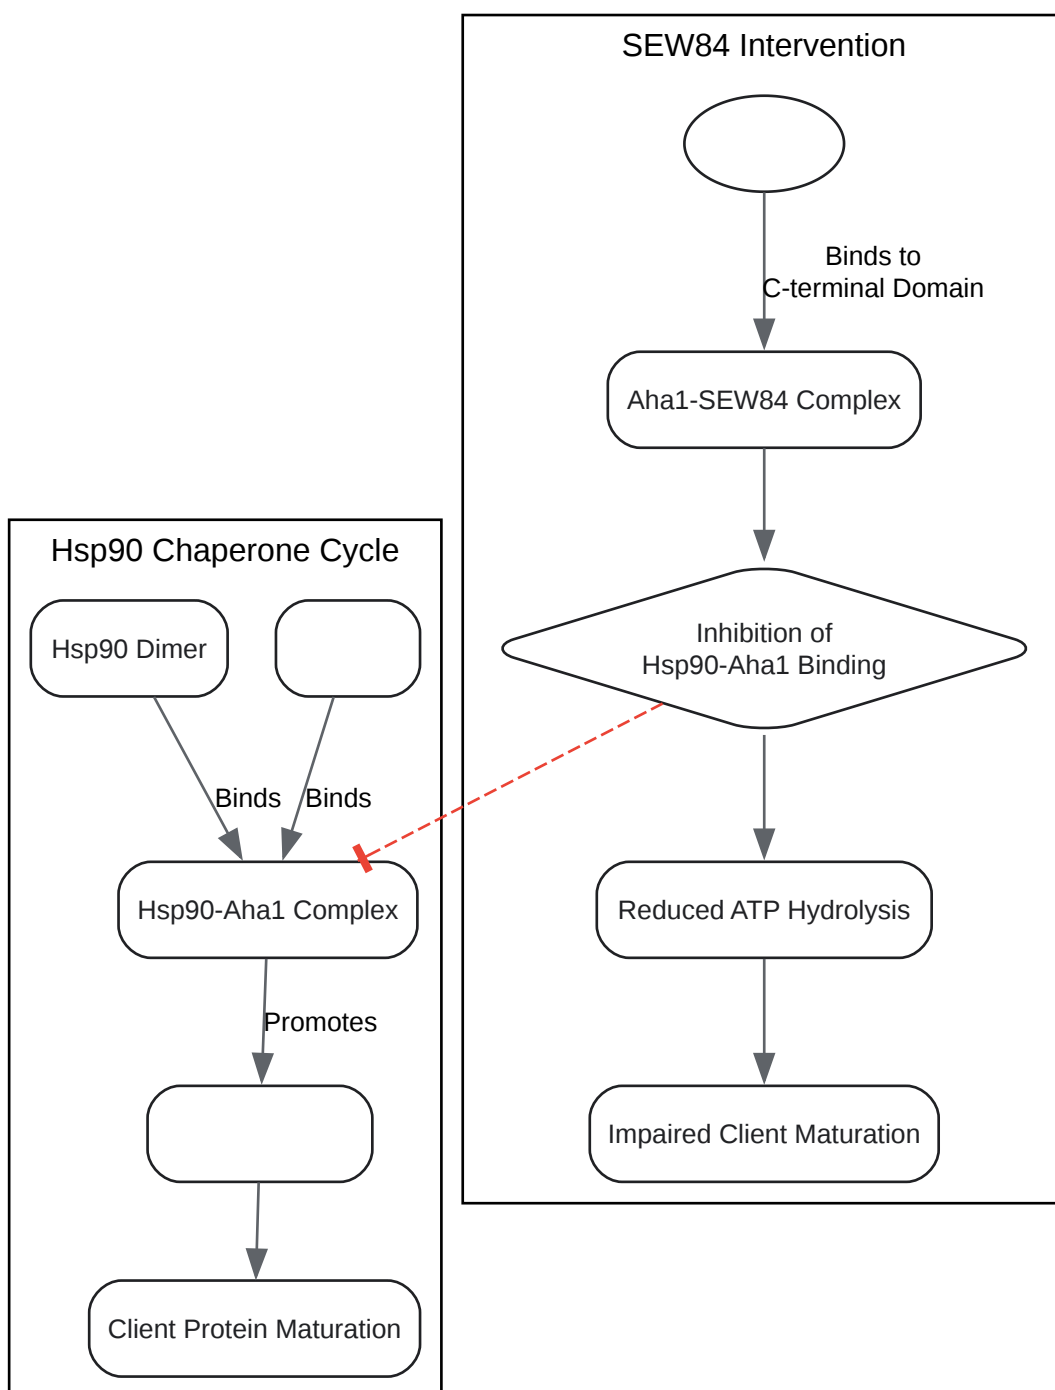 SEW84 Intervention
Binds to
C-terminal Domain
Aha1-SEW84 Complex
Inhibition of
Hsp90-Aha1 Binding
Reduced ATP Hydrolysis
Impaired Client Maturation
Hsp90 Chaperone Cycle
Hsp90 Dimer
Binds
Binds
Hsp90-Aha1 Complex
Promotes
Client Protein Maturation